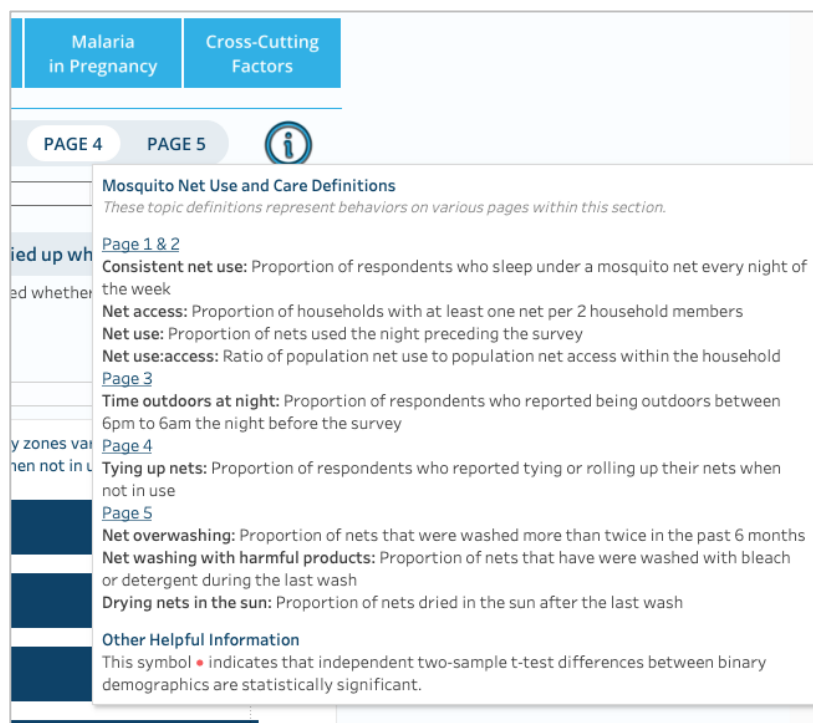 Malaria
in Pregnancy
Cross-Cutting
Factors
PAGE 4
PAGE 5
Mosquito Net Use and Care Definitions
These topic definitions represent behaviors on various pages within this section.
Page 1 & 2
Consistent net use: Proportion of respondents who sleep under a mosquito net every night of
the week
Net access: Proportion of households with at least one net per 2 household members
Net use: Proportion of nets used the night preceding the survey
Net use:access: Ratio of population net use to population net access within the household
Page 3
Time outdoors at night: Proportion of respondents who reported being outdoors between
6pm to 6am the night before the survey
Page 4
Tying up nets: Proportion of respondents who reported tying or rolling up their nets when
not in use
Page 5
Net overwashing: Proportion of nets that were washed more than twice in the past 6 months
Net washing with harmful products: Proportion of nets that have were washed with bleach
or detergent during the last wash
Drying nets in the sun: Proportion of nets dried in the sun after the last wash
Other Helpful Information
This symbol • indicates that independent two-sample t-test differences between binary
demographics are statistically significant.
ied up wh
ed whether
y zones var
hen not in u